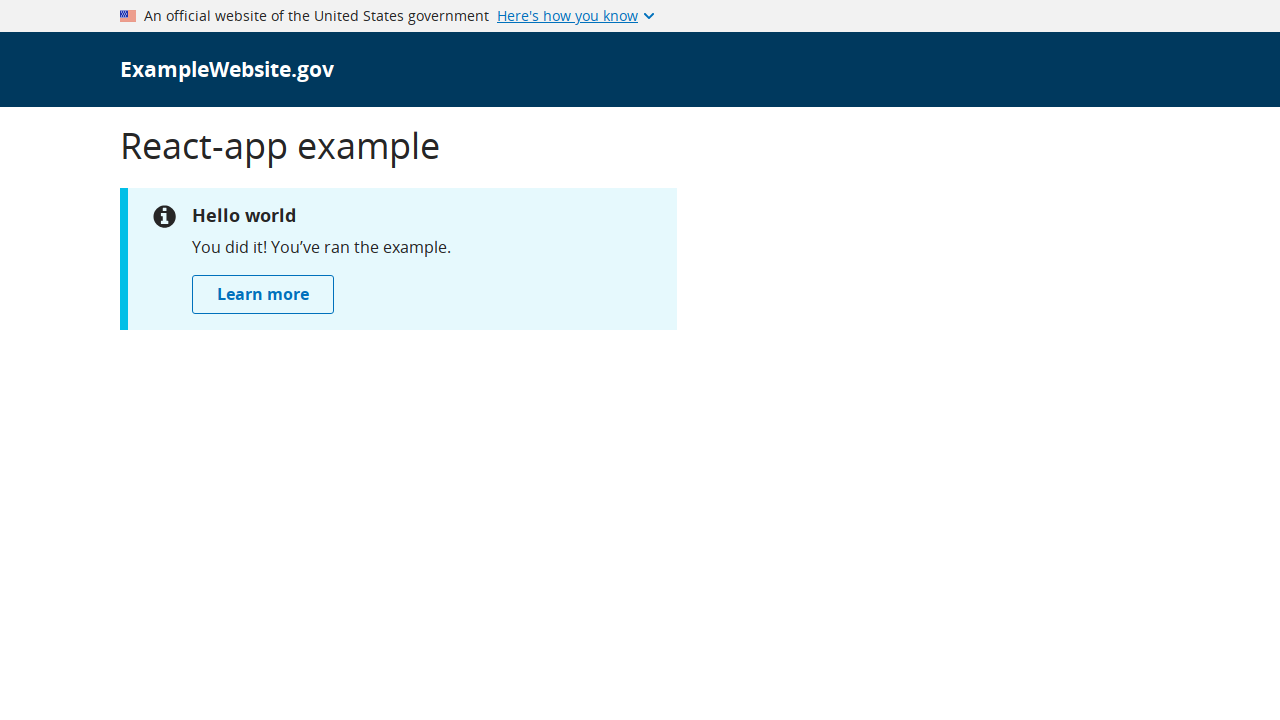 An official website of the United States government Here's how you know
ExampleWebsite.gov
React-app example
Hello world
You did it! You’ve ran the example.
Learn more